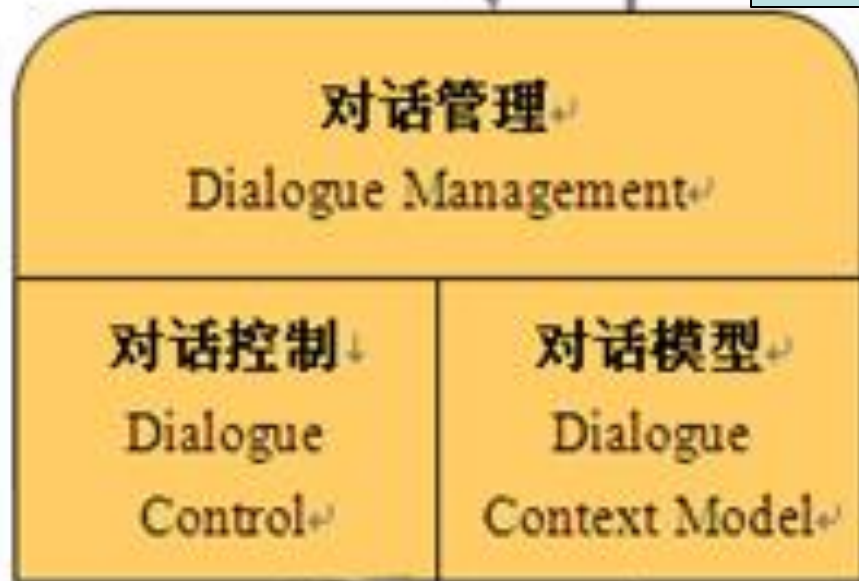 对话管理
Dialogue Management
对话控制
Dialogue
Control
对话模型
Dialogue
Context Model